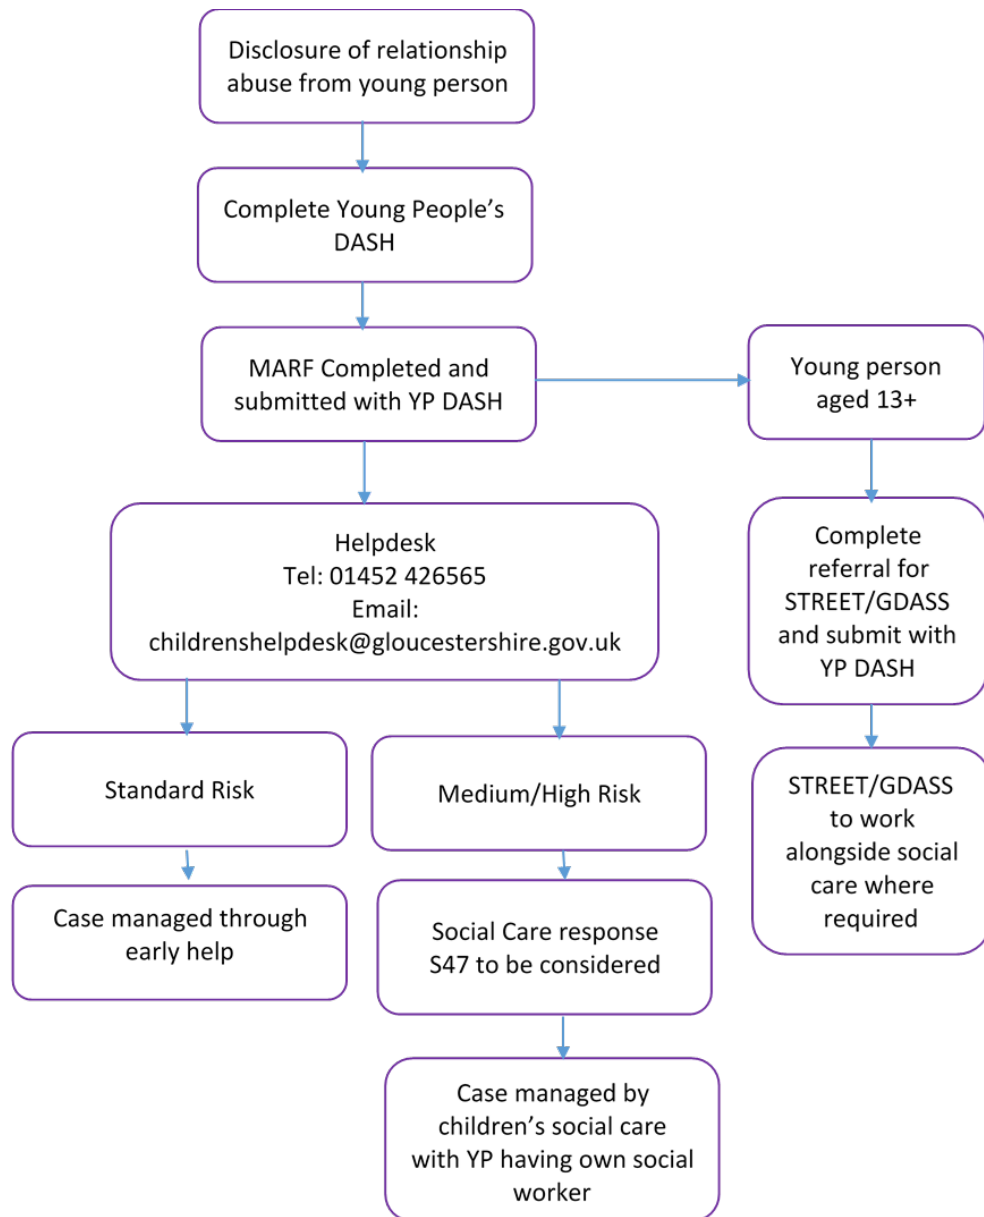 Disclosure of relationship
abuse from young person
Complete Young People’s
DASH
MARF Completed and
submitted with YP DASH
Young person
aged 13+
Helpdesk
Tel: 01452 426565
Email:
childrenshelpdesk@gloucestershire.gov.uk
Complete
referral for
STREET/GDASS
and submit with
YP DASH
Standard Risk
Medium/High Risk
STREET/GDASS
to work
alongside social
care where
required
Case managed through
early help
Social Care response
S47 to be considered
Case managed by
children’s social care
with YP having own social
worker